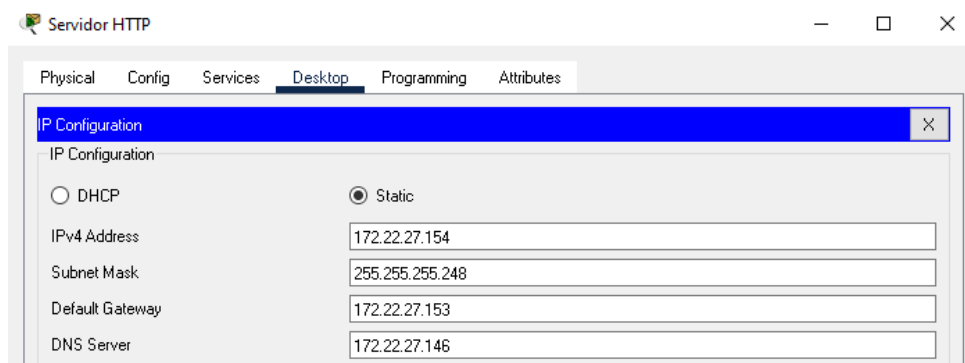 Servidor HTTP
Physical Config Services Desktop Programming Attributes
IP Configuration X
IP Configuration
DHCP Static
IPv4 Address 172.22.27.154
Subnet Mask 255.255.255.248
Default Gateway 172.22.27.153
DNS Server 172.22.27.146